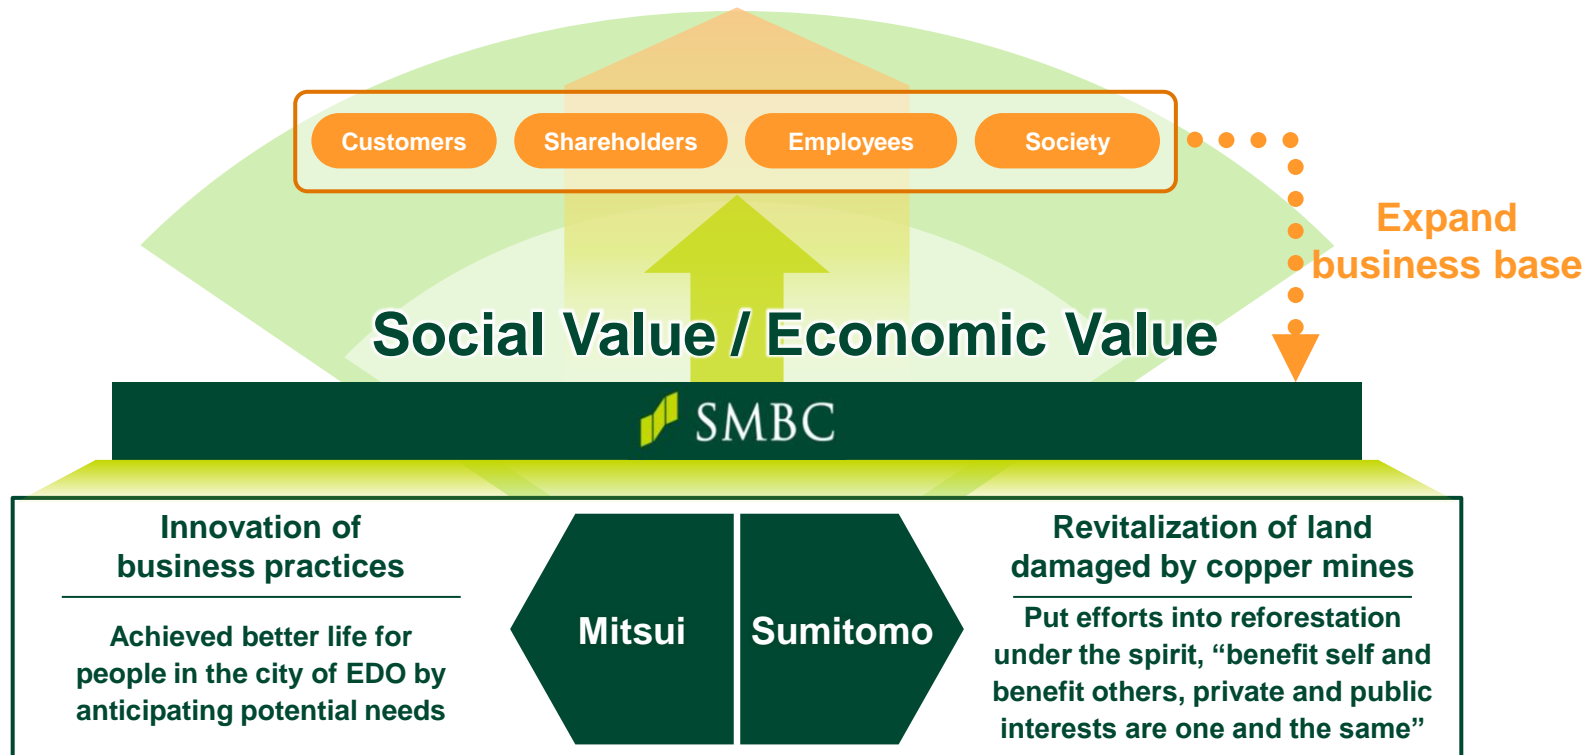 Customers
Shareholders
Employees
Society
Expand
business base
Social Value / Economic Value
SMBC
Innovation of
business practices
Achieved better life for
people in the city of EDO by
anticipating potential needs
Mitsui
Sumitomo
Revitalization of land
damaged by copper mines
Put efforts into reforestation
under the spirit, “benefit self and
benefit others, private and public
interests are one and the same”